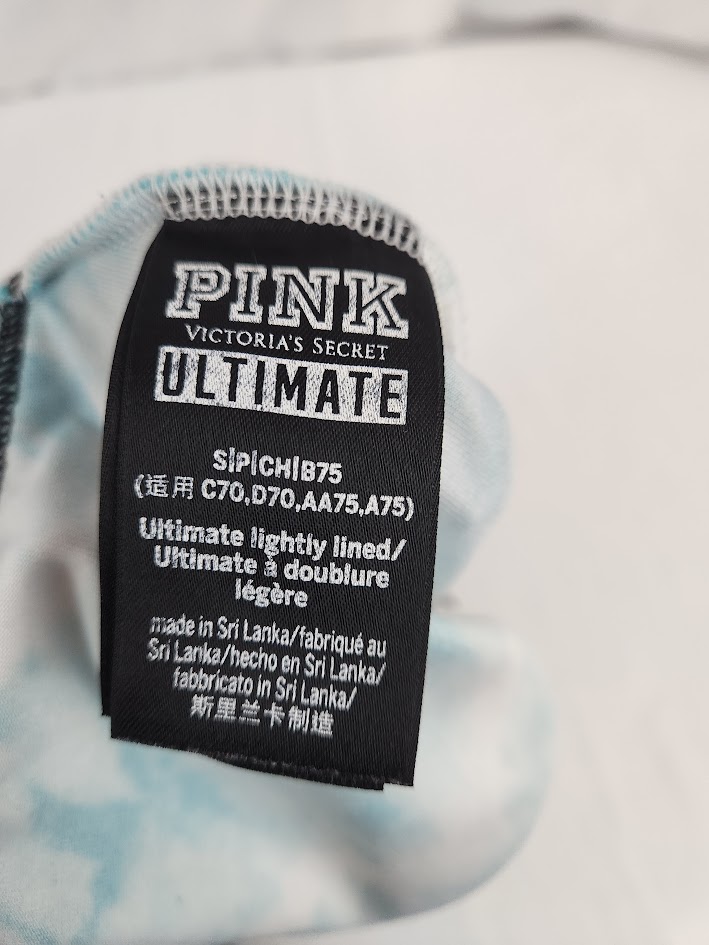 PINK
VICTORIA'S SECRET
ULTIMATE
S|P|CH|B75
(适用 C70,D70,AA75,A75)
Ultimate lightly lined/
Ultimate à doublure
légère
made in Sri Lanka/fabriqué au
Sri Lanka/hecho en Sri Lanka/
fabbricato in Sri Lanka/
斯里兰卡制造